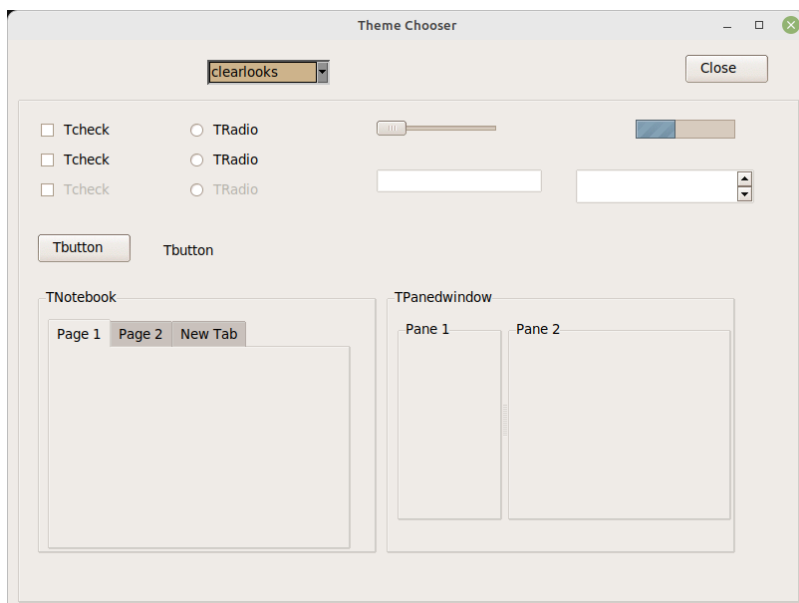 Theme Chooser
clearlooks
Close
Tcheck
TRadio
Tcheck
TRadio
Tcheck
TRadio
Tbutton
Tbutton
TNotebook
TPanedwindow
Page 1
Page 2
New Tab
Pane 1
Pane 2